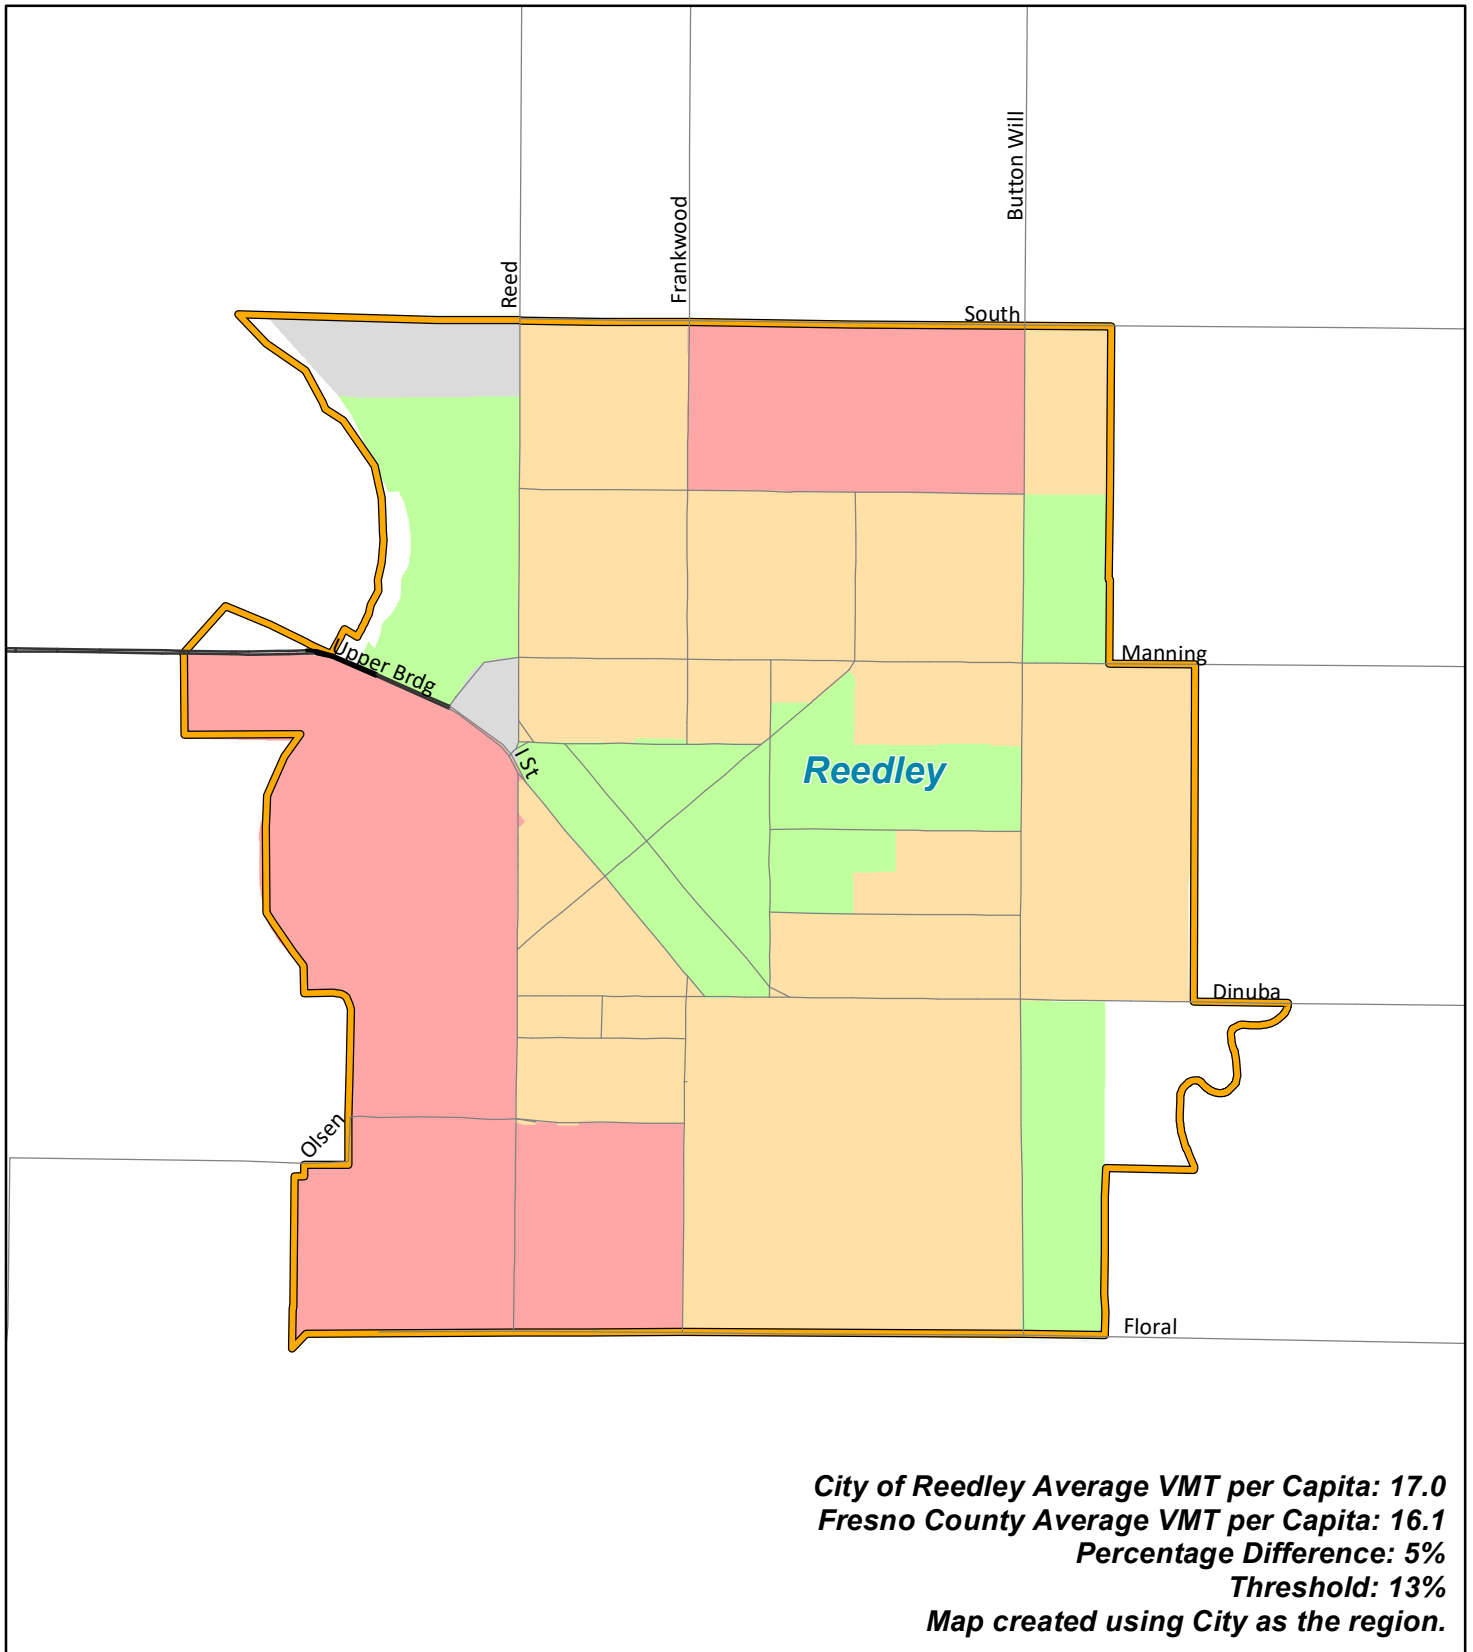 Button Will
Frankwood
Reed
South
Upper Brdg
Manning
I St
Reedley
Dinuba
Olsen
Floral
City of Reedley Average VMT per Capita: 17.0
Fresno County Average VMT per Capita: 16.1
Percentage Difference: 5%
Threshold: 13%
Map created using City as the region.